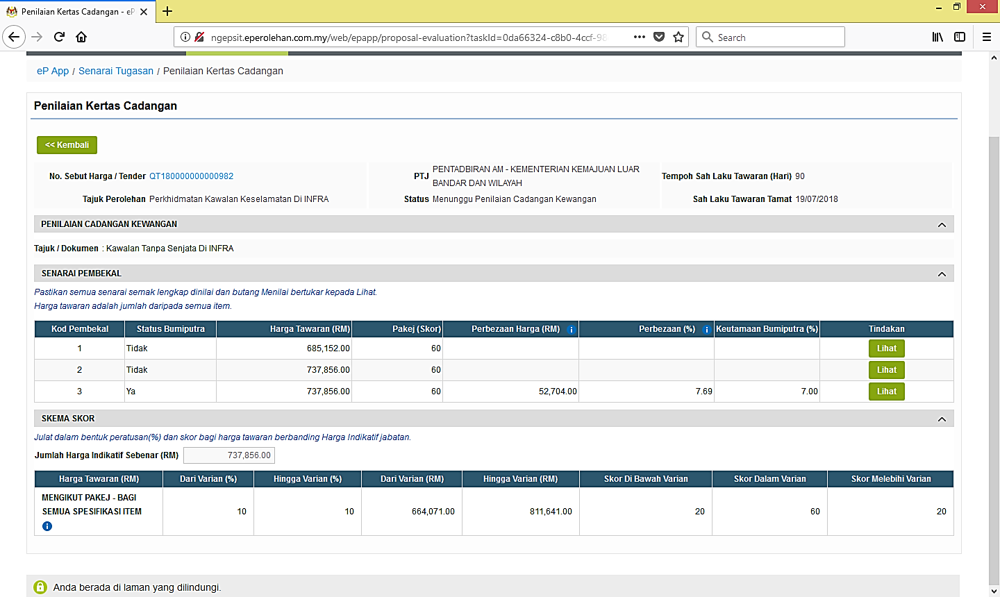 Penilaian Kertas Cadangan - eP
ngepsit.eperolehan.com.my/web/epapp/proposal-evaluation?taskId=0da66324-c8b0-4ccf-98
Search
eP App / Senarai Tugasan / Penilaian Kertas Cadangan
Penilaian Kertas Cadangan
<< Kembali
No. Sebut Harga / Tender QT180000000000982
PTJ PENTADBIRAN AM - KEMENTERIAN KEMAJUAN LUAR
BANDAR DAN WILAYAH
Tempoh Sah Laku Tawaran (Hari) 90
Tajuk Perolehan Perkhidmatan Kawalan Keselamatan Di INFRA
Status Menunggu Penilaian Cadangan Kewangan
Sah Laku Tawaran Tamat 19/07/2018
PENILAIAN CADANGAN KEWANGAN
Tajuk / Dokumen : Kawalan Tanpa Senjata Di INFRA
SENARAI PEMBEKAL
Pastikan semua senarai semak lengkap dinilai dan butang Menilai bertukar kepada Lihat.
Harga tawaran adalah jumlah daripada semua item.
Kod Pembekal Status Bumiputra Harga Tawaran (RM) Pakej (Skor) Perbezaan Harga (RM) i Perbezaan (%) i Keutamaan Bumiputra (%) Tindakan
1 Tidak 685,152.00 60 Lihat
2 Tidak 737,856.00 60 Lihat
3 Ya 737,856.00 60 52,704.00 7.69 7.00 Lihat
SKEMA SKOR
Julat dalam bentuk peratusan(%) dan skor bagi harga tawaran berbanding Harga Indikatif jabatan.
Jumlah Harga Indikatif Sebenar (RM) 737,856.00
Harga Tawaran (RM) Dari Varian (%) Hingga Varian (%) Dari Varian (RM) Hingga Varian (RM) Skor Di Bawah Varian Skor Dalam Varian Skor Melebihi Varian
MENGIKUT PAKEJ - BAGI
SEMUA SPESIFIKASI ITEM 10 10 664,071.00 811,641.00 20 60 20
i
Anda berada di laman yang dilindungi.